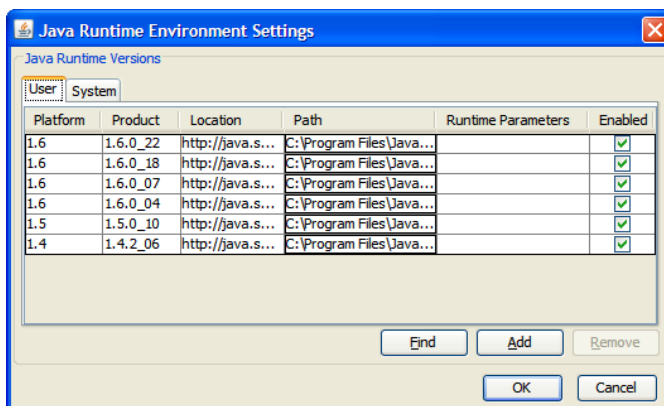 Java Runtime Environment Settings
Java Runtime Versions
User System
Platform Product Location Path Runtime Parameters Enabled
1.6 1.6.0_22 http://java.s... C:\Program Files\Java...
1.6 1.6.0_18 http://java.s... C:\Program Files\Java...
1.6 1.6.0_07 http://java.s... C:\Program Files\Java...
1.6 1.6.0_04 http://java.s... C:\Program Files\Java...
1.5 1.5.0_10 http://java.s... C:\Program Files\Java...
1.4 1.4.2_06 http://java.s... C:\Program Files\Java...
Find Add Remove
OK Cancel